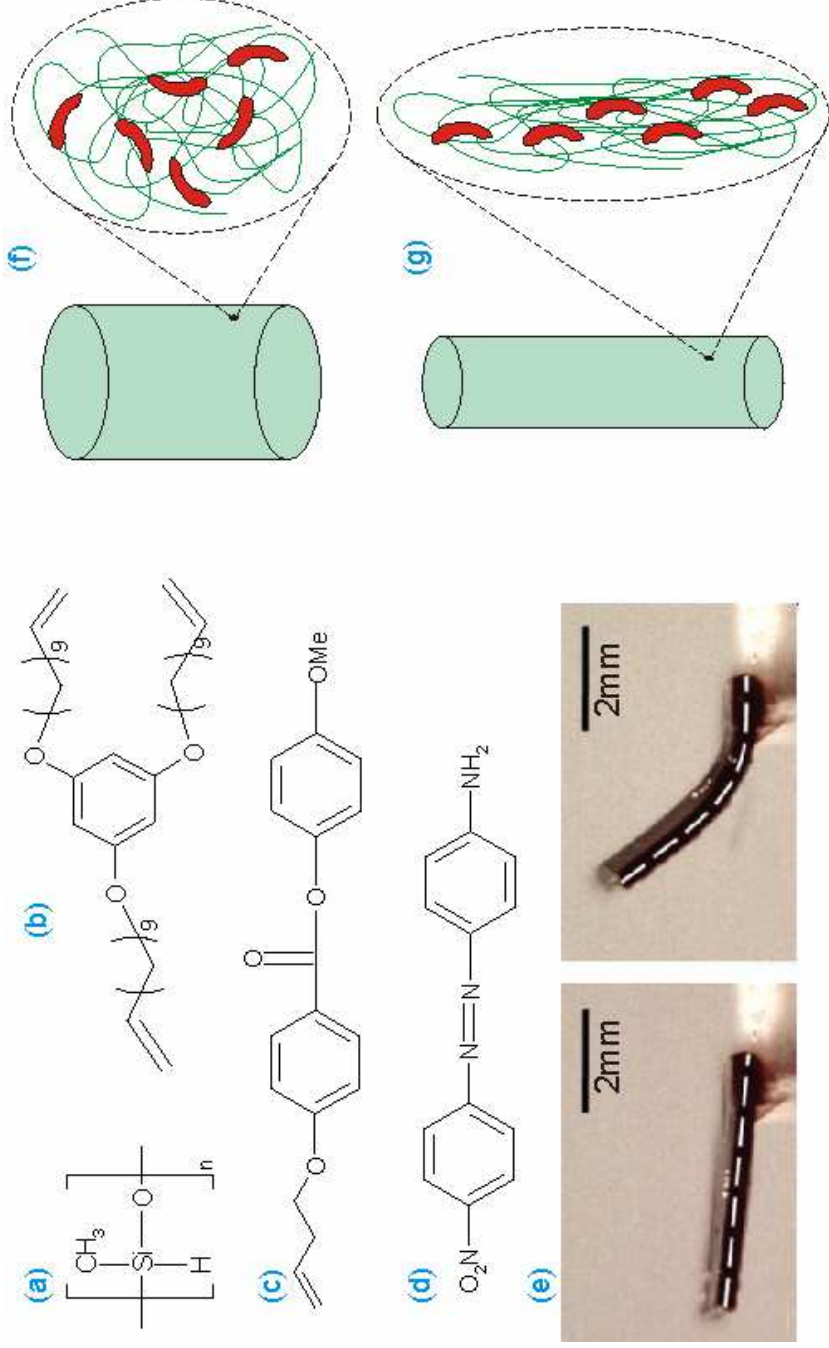 (a)
CH₃
Si O
H
n
(b)
O
O
O
9
9
9
(c)
O
O
O
OMe
(d)
O₂N
N
N
NH₂
(e)
2mm
2mm
(f)
(g)